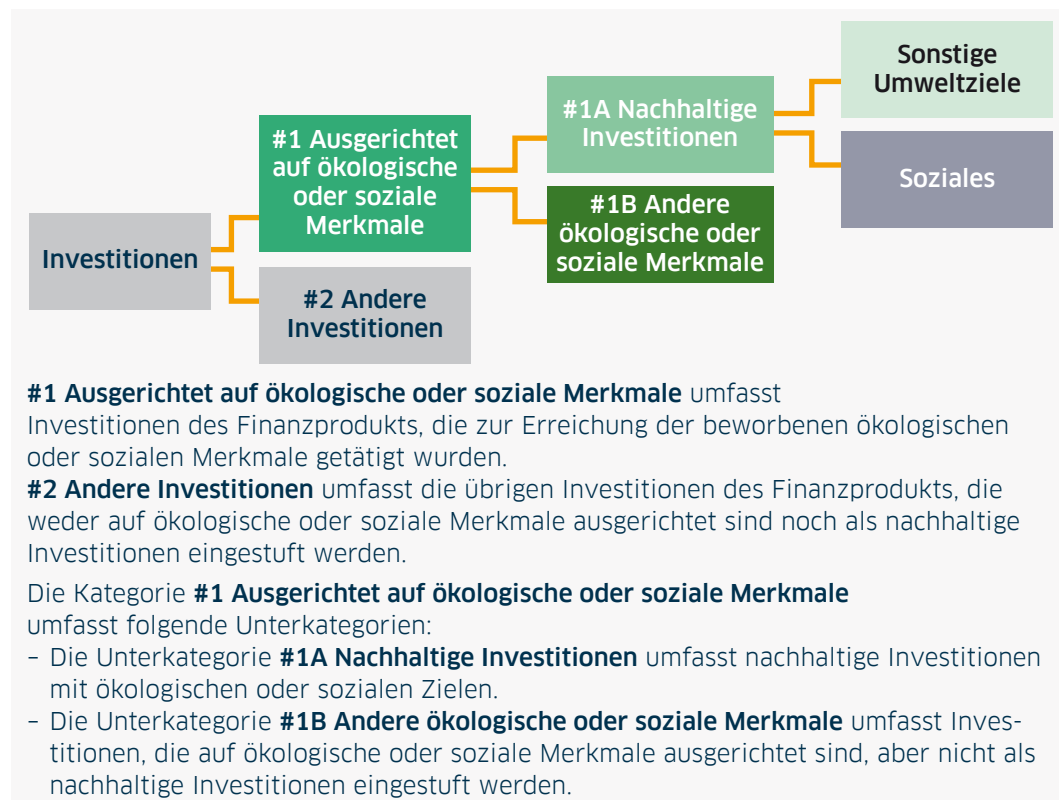 Sonstige
Umweltziele
#1A Nachhaltige
Investitionen
#1 Ausgerichtet
auf ökologische
oder soziale
Merkmale
Soziales
#1B Andere
ökologische oder
soziale Merkmale
Investitionen
#2 Andere
Investitionen
#1 Ausgerichtet auf ökologische oder soziale Merkmale umfasst
Investitionen des Finanzprodukts, die zur Erreichung der beworbenen ökologischen
oder sozialen Merkmale getätigt wurden.
#2 Andere Investitionen umfasst die übrigen Investitionen des Finanzprodukts, die
weder auf ökologische oder soziale Merkmale ausgerichtet sind noch als nachhaltige
Investitionen eingestuft werden.
Die Kategorie #1 Ausgerichtet auf ökologische oder soziale Merkmale
umfasst folgende Unterkategorien:
– Die Unterkategorie #1A Nachhaltige Investitionen umfasst nachhaltige Investitionen
mit ökologischen oder sozialen Zielen.
– Die Unterkategorie #1B Andere ökologische oder soziale Merkmale umfasst Inves-
titionen, die auf ökologische oder soziale Merkmale ausgerichtet sind, aber nicht als
nachhaltige Investitionen eingestuft werden.